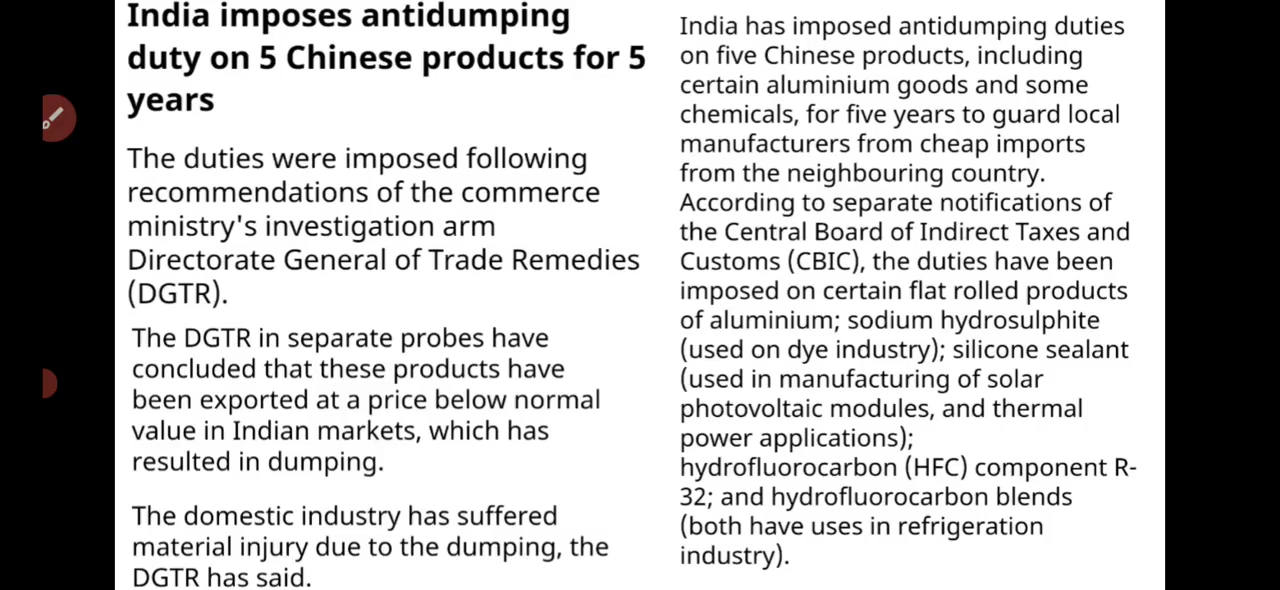 India imposes antidumping
duty on 5 Chinese products for 5
years
The duties were imposed following
recommendations of the commerce
ministry's investigation arm
Directorate General of Trade Remedies
(DGTR).
The DGTR in separate probes have
concluded that these products have
been exported at a price below normal
value in Indian markets, which has
resulted in dumping.
The domestic industry has suffered
material injury due to the dumping, the
DGTR has said.
India has imposed antidumping duties
on five Chinese products, including
certain aluminium goods and some
chemicals, for five years to guard local
manufacturers from cheap imports
from the neighbouring country.
According to separate notifications of
the Central Board of Indirect Taxes and
Customs (CBIC), the duties have been
imposed on certain flat rolled products
of aluminium; sodium hydrosulphite
(used on dye industry); silicone sealant
(used in manufacturing of solar
photovoltaic modules, and thermal
power applications);
hydrofluorocarbon (HFC) component R-
32; and hydrofluorocarbon blends
(both have uses in refrigeration
industry).